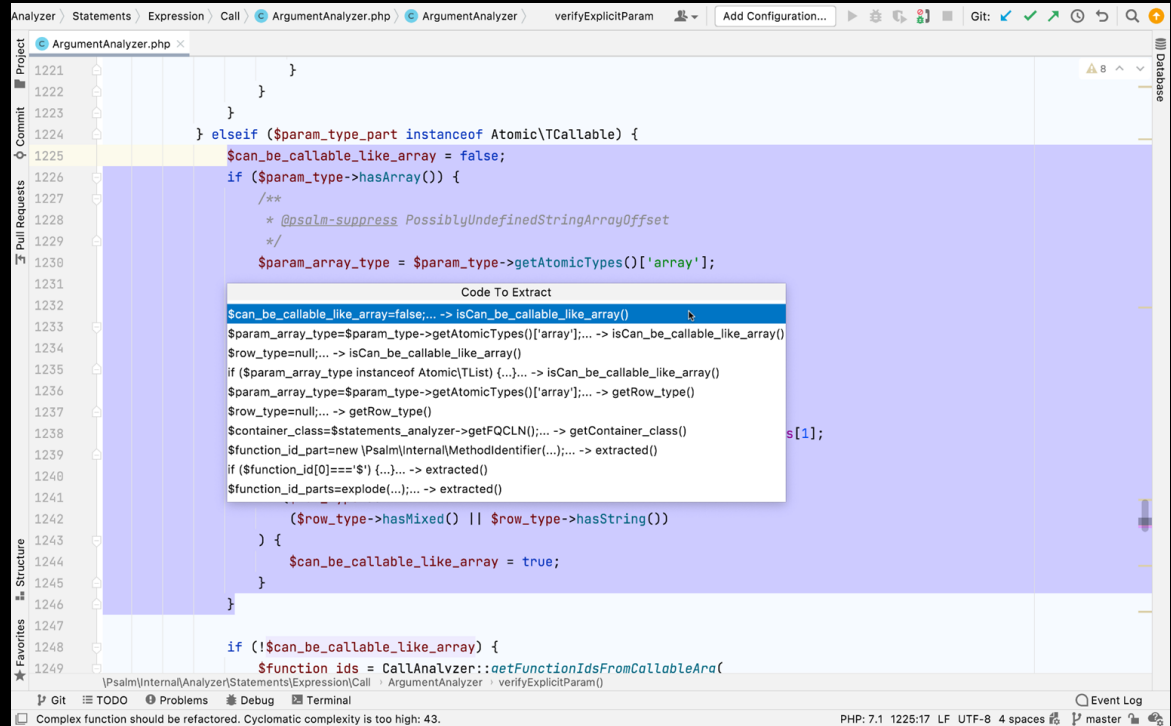 Analyzer Statements Expression Call ArgumentAnalyzer.php ArgumentAnalyzer verifyExplicitParam Add Configuration... Git:
Project
Commit
Pull Requests
Structure
Favorites
Database
ArgumentAnalyzer.php
8
1221 }
1222 }
1223 }
1224 } elseif ($param_type_part instanceof Atomic\TCallable) {
1225 $can_be_callable_like_array = false;
1226 if ($param_type->hasArray()) {
1227 /**
1228 * @psalm-suppress PossiblyUndefinedStringArrayOffset
1229 */
1230 $param_array_type = $param_type->getAtomicTypes()['array'];
1231
Code To Extract
1232 $can_be_callable_like_array=false;... -> isCan_be_callable_like_array()
1233 $param_array_type=$param_type->getAtomicTypes()['array'];... -> isCan_be_callable_like_array()
1234 $row_type=null;... -> isCan_be_callable_like_array()
1235 if ($param_array_type instanceof Atomic\TList) {...}... -> isCan_be_callable_like_array()
1236 $param_array_type=$param_type->getAtomicTypes()['array'];... -> getRow_type()
1237 $row_type=null;... -> getRow_type()
1238 $container_class=$statements_analyzer->getFQCLN();... -> getContainer_class() s[1];
1239 $function_id_part=new \Psalm\Internal\MethodIdentifier(...);... -> extracted()
1240 if ($function_id[0]==='$') {...}... -> extracted()
1241 $function_id_parts=explode(...);... -> extracted()
1242 ($row_type->hasMixed() || $row_type->hasString())
1243 ) {
1244 $can_be_callable_like_array = true;
1245 }
1246 }
1247
1248 if (!$can_be_callable_like_array) {
1249 $function_ids = CallAnalyzer::getFunctionIdsFromCallableArg(
\Psalm\Internal\Analyzer\Statements\Expression\Call ArgumentAnalyzer verifyExplicitParam()
Git TODO Problems Debug Terminal Event Log
Complex function should be refactored. Cyclomatic complexity is too high: 43. PHP: 7.1 1225:17 LF UTF-8 4 spaces master